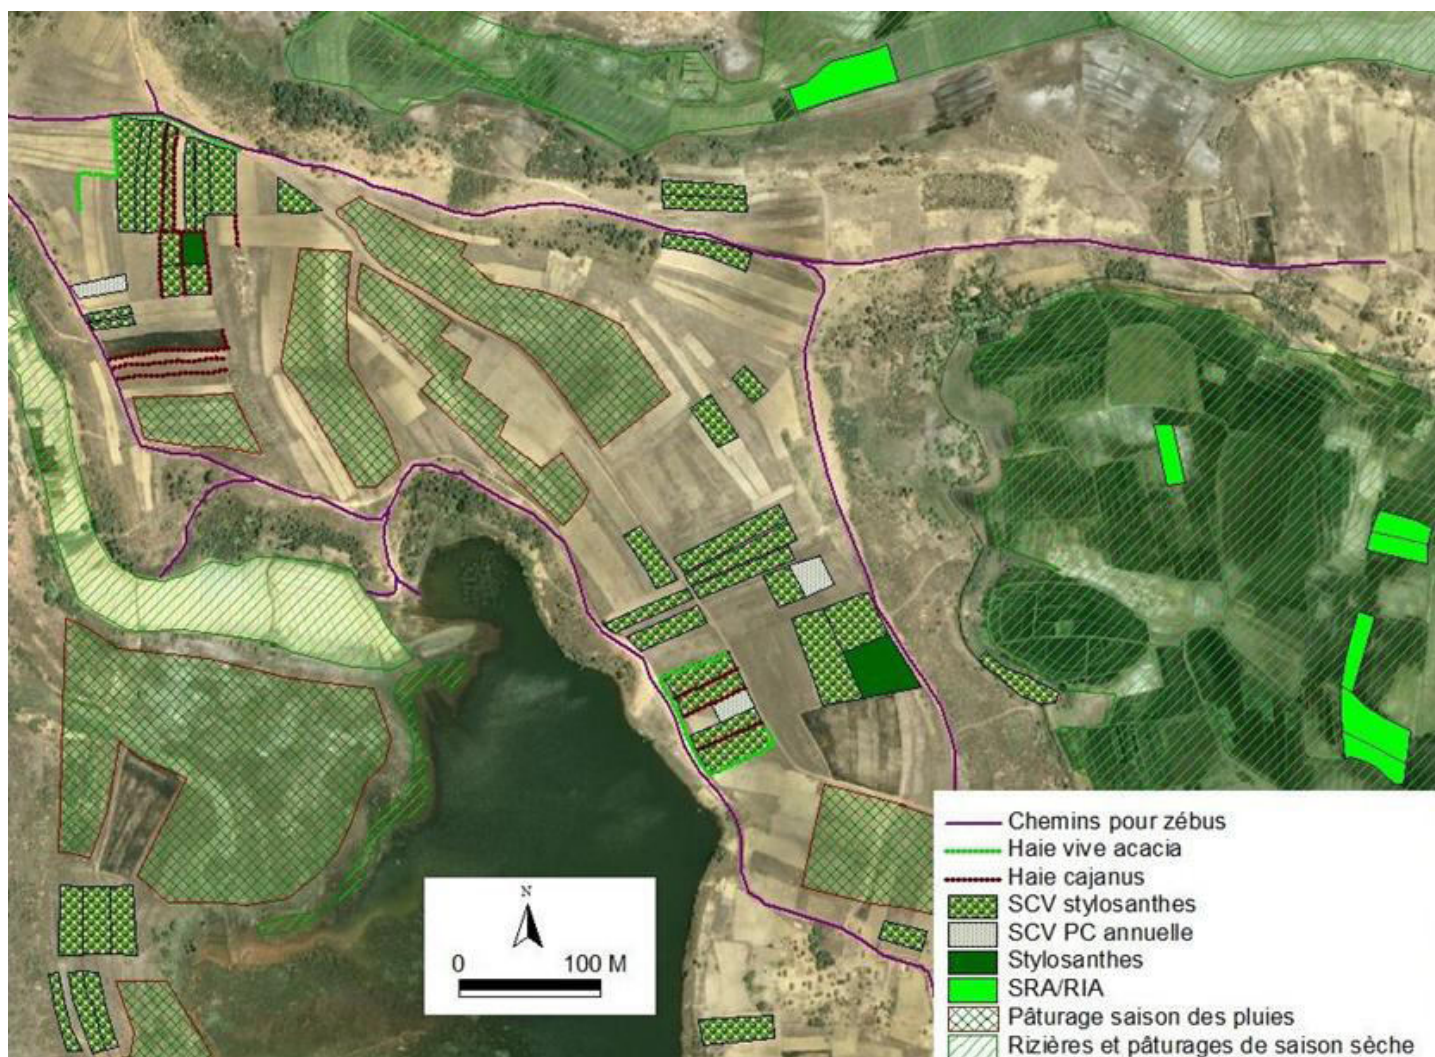 Chemins pour zébus
Haie vive acacia
Haie cajanus
SCV stylosanthes
SCV PC annuelle
Stylosanthes
SRA/RIA
Pâturage saison des pluies
Rizières et pâturages de saison sèche
N
0 100 M